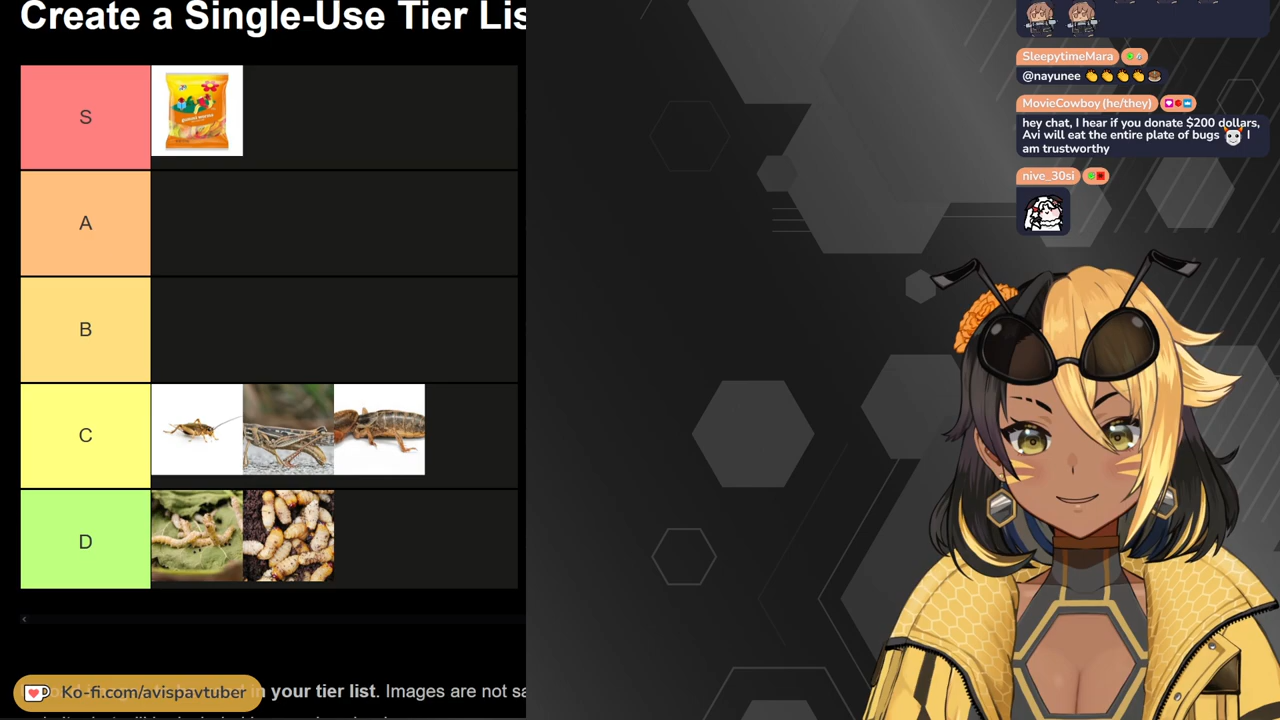 Create a Single-Use Tier Lis
S
A
B
C
D
in your tier list. Images are not sa
Ko-fi.com/avispavtuber
SleepytimeMara
@nayunee
MovieCowboy (he/they)
hey chat, I hear if you donate $200 dollars,
Avi will eat the entire plate of bugs I
am trustworthy
nive_30si